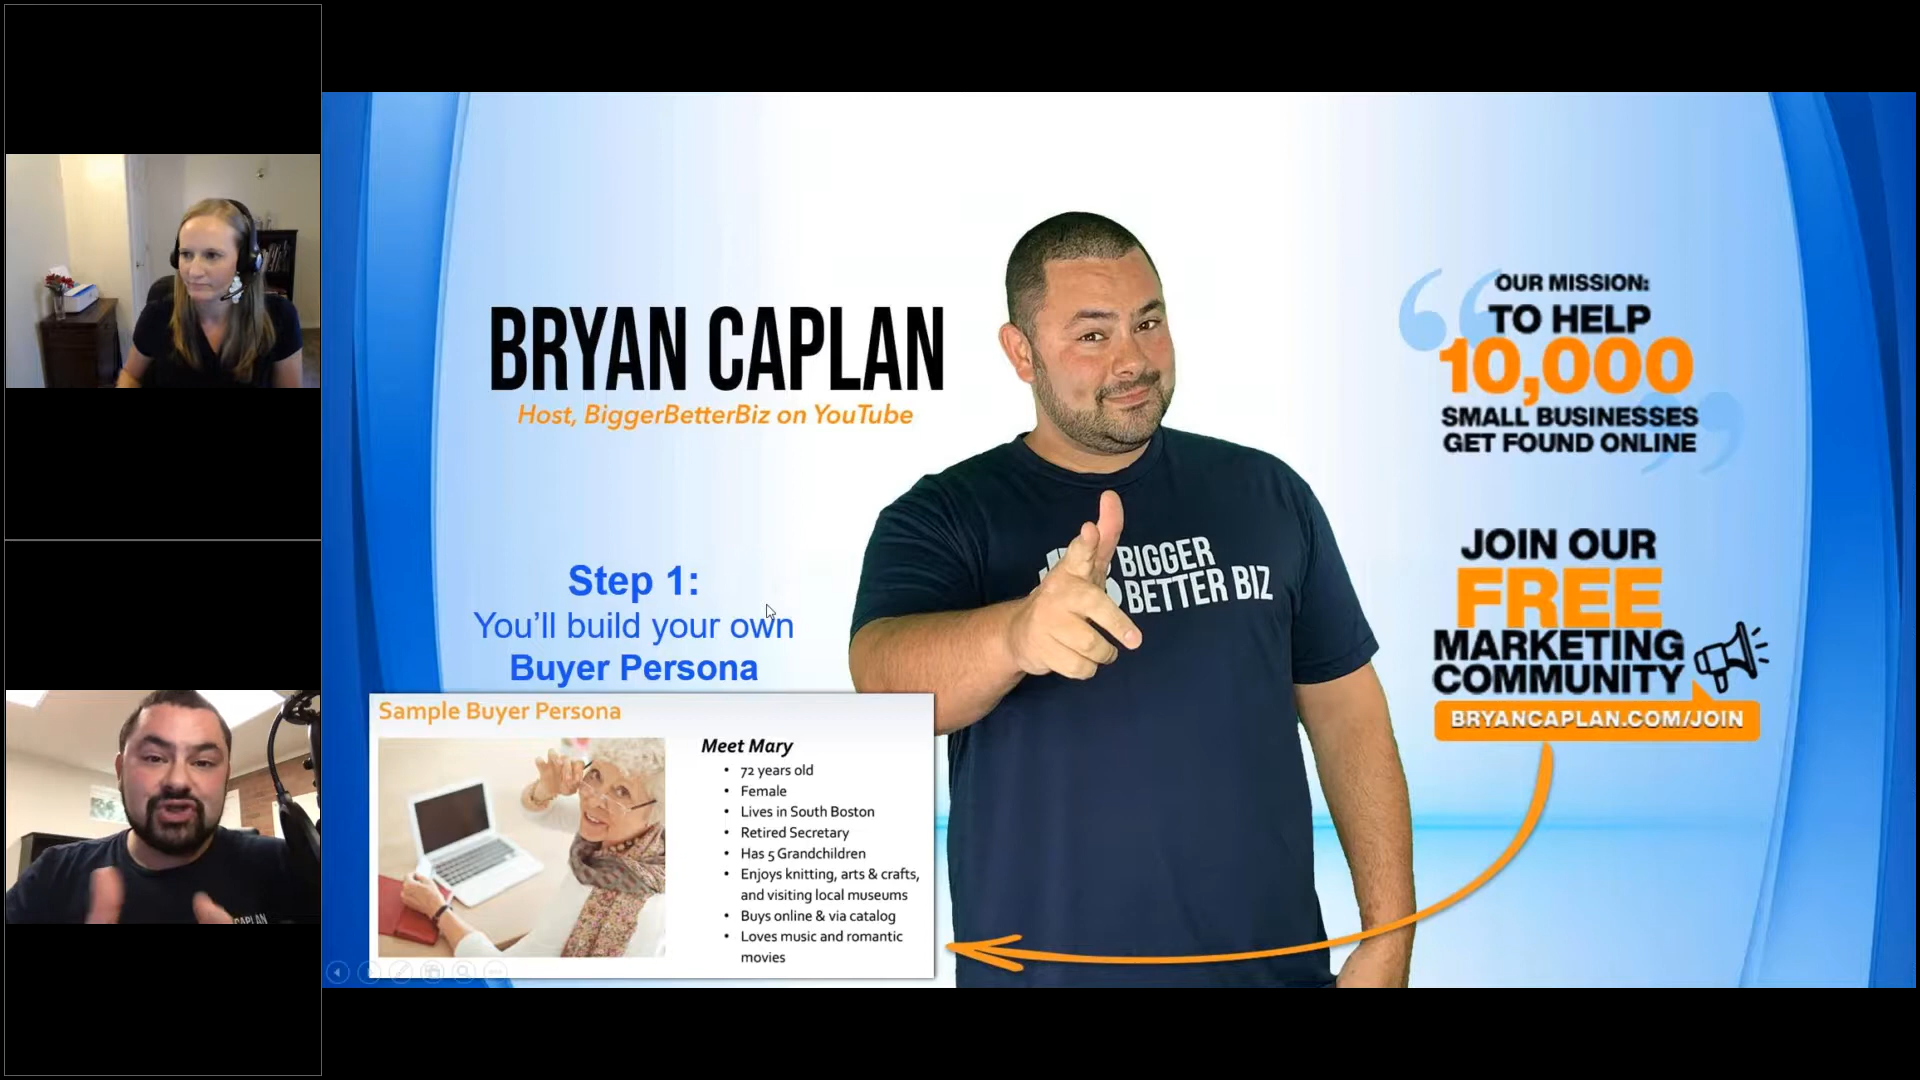 BRYAN CAPLAN
Host, BiggerBetterBiz on YouTube
OUR MISSION:
TO HELP
10,000
SMALL BUSINESSES
GET FOUND ONLINE
BIGGER
BETTER BIZ
JOIN OUR
FREE
MARKETING
COMMUNITY
BRYANCAPLAN.COM/JOIN
Step 1:
You’ll build your own
Buyer Persona
Sample Buyer Persona
Meet Mary
• 72 years old
• Female
• Lives in South Boston
• Retired Secretary
• Has 5 Grandchildren
• Enjoys knitting, arts & crafts,
and visiting local museums
• Buys online & via catalog
• Loves music and romantic
movies
CAPLAN